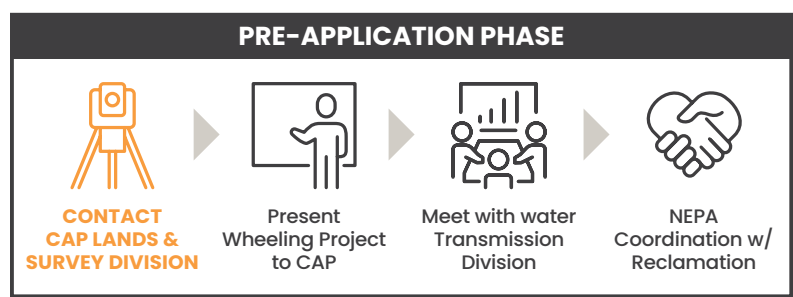 PRE-APPLICATION PHASE
CONTACT
CAP LANDS &
SURVEY DIVISION
Present
Wheeling Project
to CAP
Meet with water
Transmission
Division
NEPA
Coordination w/
Reclamation